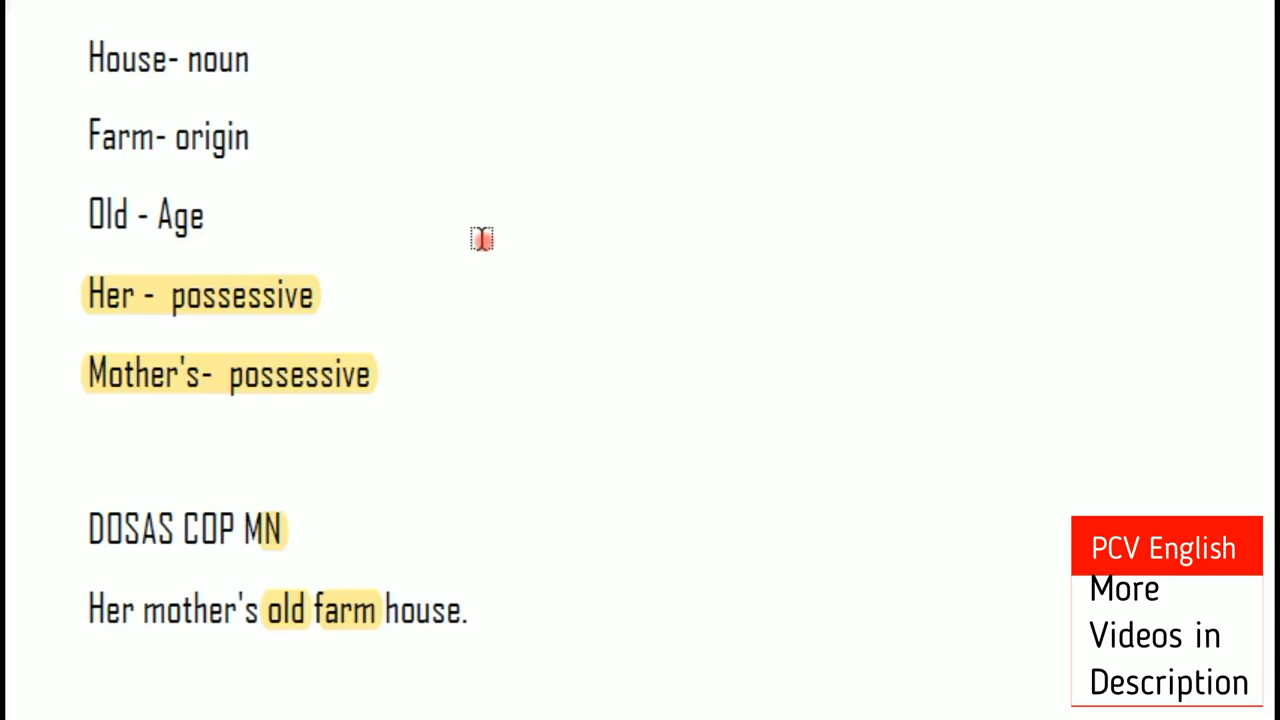 House- noun
Farm- origin
Old - Age
Her - possessive
Mother's- possessive
DOSAS COP MN
Her mother's old farm house.
PCV English
More
Videos in
Description